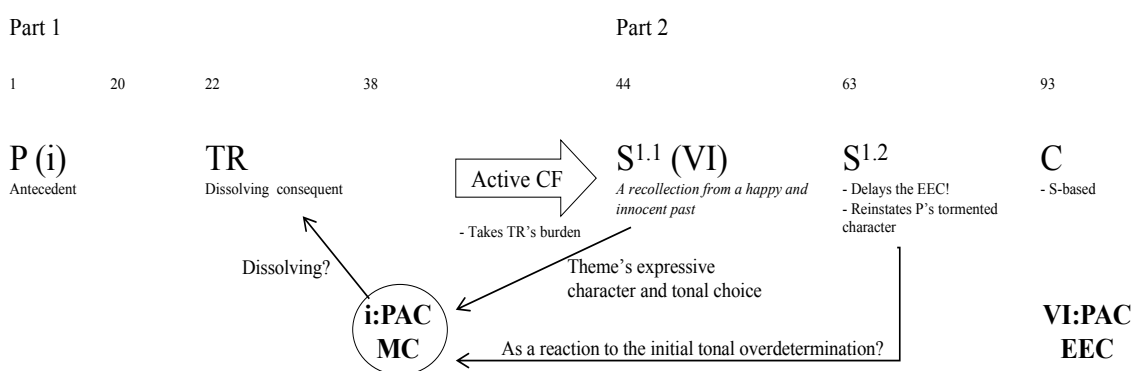 Part 1 Part 2
1 20 22 38 44 63 93
P (i) TR Active CF S1.1 (VI) S1.2 C
Antecedent Dissolving consequent A recollection from a happy and innocent past - Delays the EEC! - S-based
- Reinstates P's tormented character
- Takes TR's burden
Dissolving? Theme's expressive
character and tonal choice
i:PAC VI:PAC
MC As a reaction to the initial tonal overdetermination? EEC